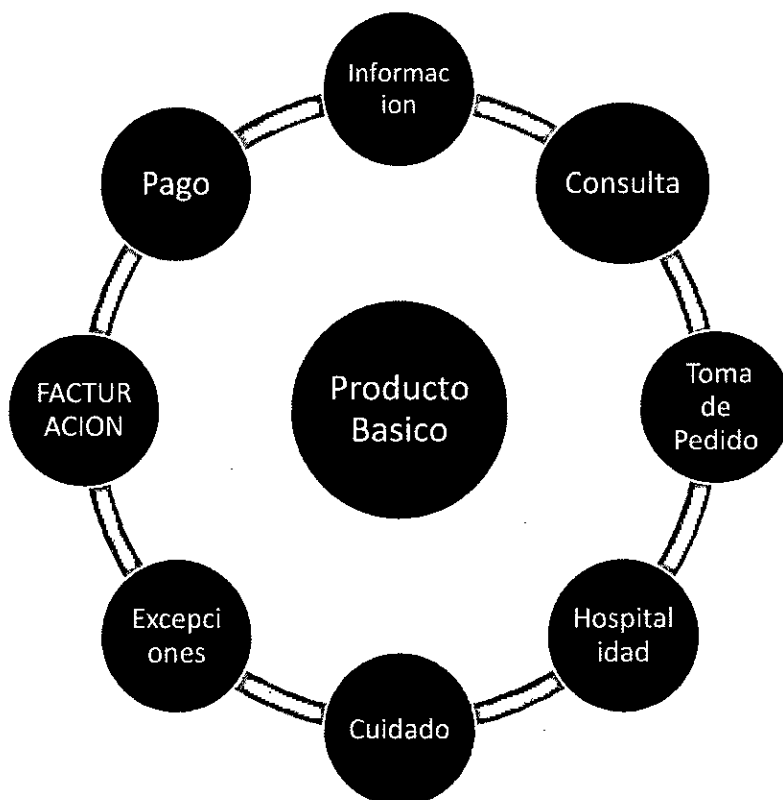 Informac
ion
Consulta
Toma
de
Pedido
Hospital
idad
Cuidado
Excepci
ones
FACTUR
ACION
Pago
Producto
Basico